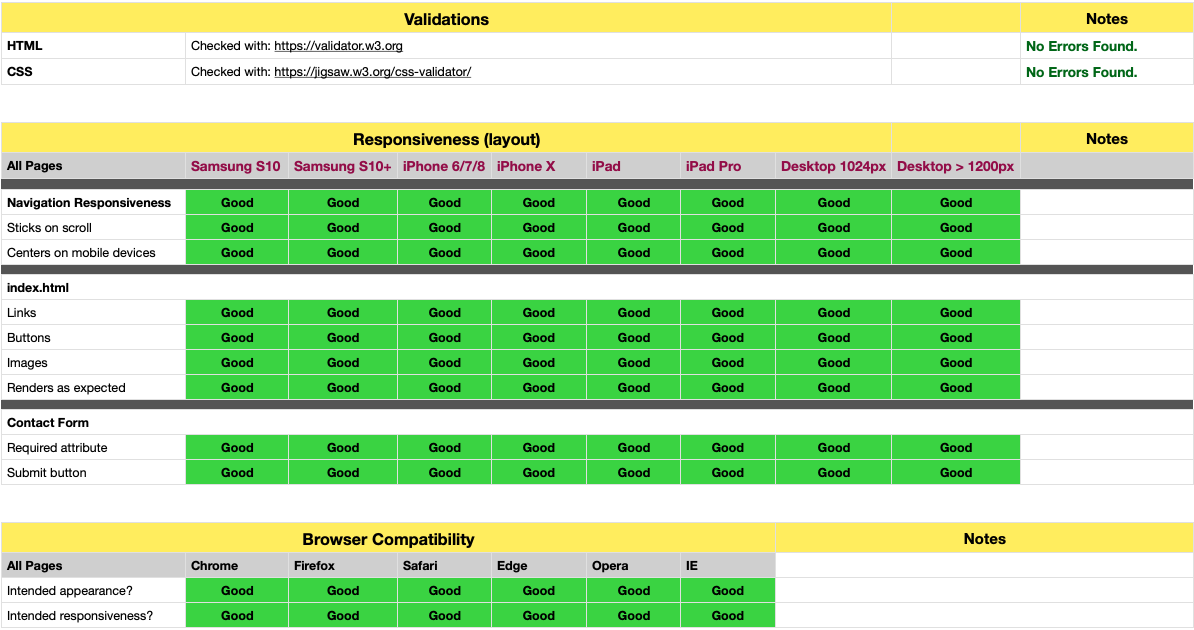 Validations Notes
HTML Checked with: https://validator.w3.org No Errors Found.
CSS Checked with: https://jigsaw.w3.org/css-validator/ No Errors Found.
Responsiveness (layout) Notes
All Pages Samsung S10 Samsung S10+ iPhone 6/7/8 iPhone X iPad iPad Pro Desktop 1024px Desktop > 1200px
Navigation Responsiveness Good Good Good Good Good Good Good Good
Sticks on scroll Good Good Good Good Good Good Good Good
Centers on mobile devices Good Good Good Good Good Good Good Good
index.html
Links Good Good Good Good Good Good Good Good
Buttons Good Good Good Good Good Good Good Good
Images Good Good Good Good Good Good Good Good
Renders as expected Good Good Good Good Good Good Good Good
Contact Form
Required attribute Good Good Good Good Good Good Good Good
Submit button Good Good Good Good Good Good Good Good
Browser Compatibility Notes
All Pages Chrome Firefox Safari Edge Opera IE
Intended appearance? Good Good Good Good Good Good
Intended responsiveness? Good Good Good Good Good Good